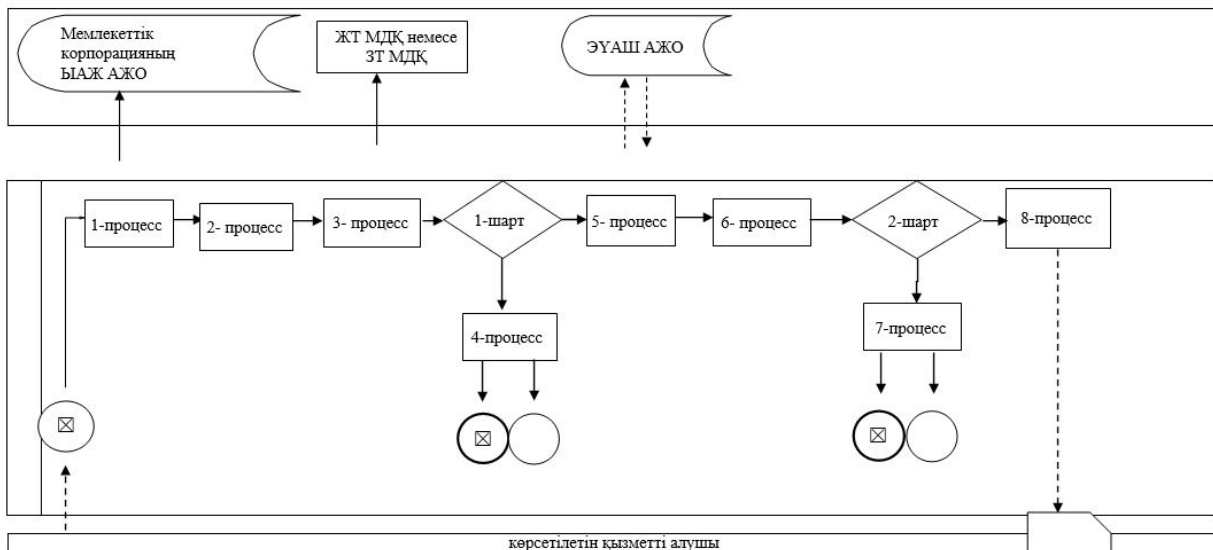 Мемлекеттік
корпорацияның
ЫАЖ АЖО
ЖТ МДҚ немесе
ЗТ МДҚ
ЭҮАШ АЖО
1-процесс
2- процесс
3- процесс
1-шарт
5- процесс
6- процесс
2-шарт
8-процесс
4-процесс
7-процесс
көрсетілетін қызметті алушы